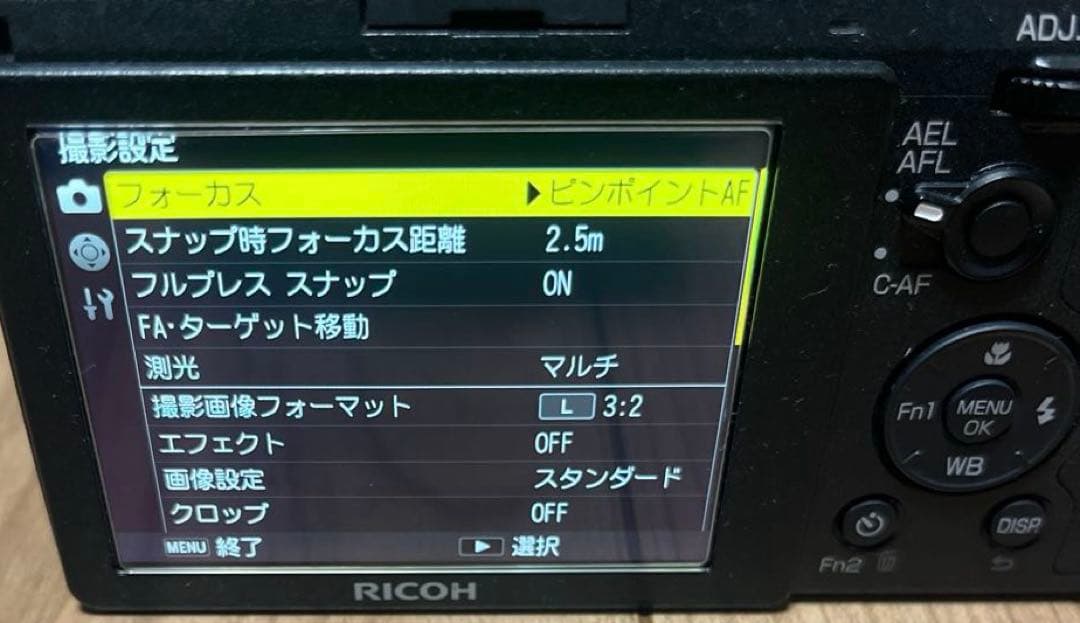 撮影設定
フォーカス ▶ピンポイントAF
スナップ時フォーカス距離 2.5m
フルプレス スナップ ON
FA・ターゲット移動
測光 マルチ
撮影画像フォーマット L 3:2
エフェクト OFF
画像設定 スタンダード
クロップ OFF
MENU 終了 ▶ 選択
RICOH
ADJ.
AEL
AFL
C-AF
Fn1
MENU
OK
WB
DISP
Fn2